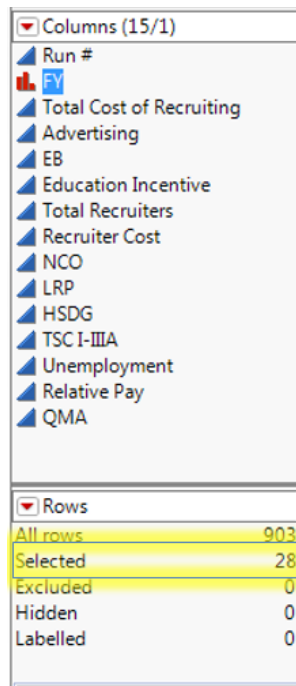 Columns (15/1)
Run #
FY
Total Cost of Recruiting
Advertising
EB
Education Incentive
Total Recruiters
Recruiter Cost
NCO
LRP
HSDG
TSC I-IIIA
Unemployment
Relative Pay
QMA
Rows
All rows 903
Selected 28
Excluded 0
Hidden 0
Labelled 0